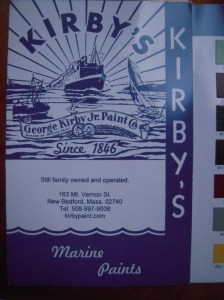 KIRBY'S
George Kirby Jr. Paint Co.
Since 1846
Still family owned and operated.
163 Mt. Vernon St.
New Bedford, Mass. 02740
Tel. 508-997-9008
kirbypaint.com
Marine
Paints
KIRBY'S